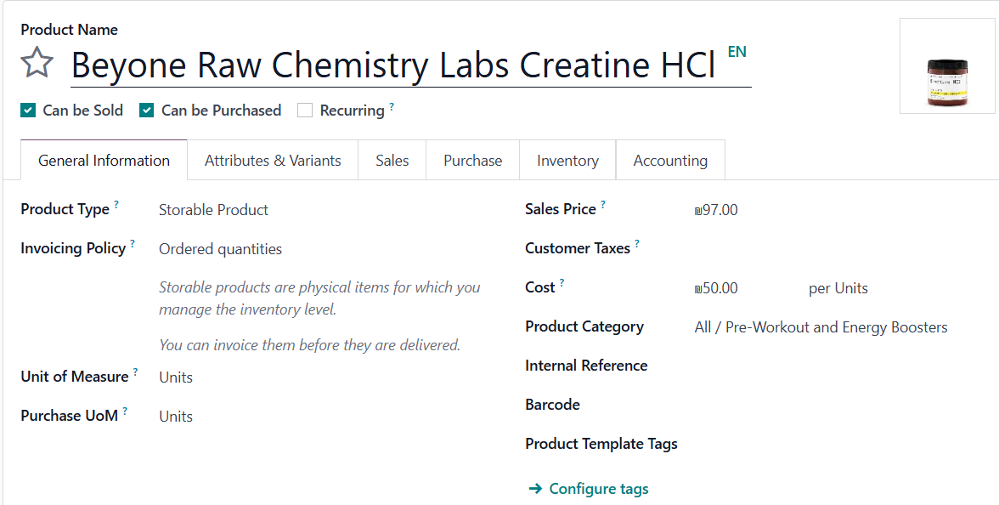 Product Name
Beyone Raw Chemistry Labs Creatine HCl EN
Can be Sold Can be Purchased Recurring ?
General Information Attributes & Variants Sales Purchase Inventory Accounting
Product Type ? Storable Product
Invoicing Policy ? Ordered quantities
Storable products are physical items for which you
manage the inventory level.
You can invoice them before they are delivered.
Unit of Measure ? Units
Purchase UoM ? Units
Sales Price ? ₪97.00
Customer Taxes ?
Cost ? ₪50.00 per Units
Product Category All / Pre-Workout and Energy Boosters
Internal Reference
Barcode
Product Template Tags
→ Configure tags